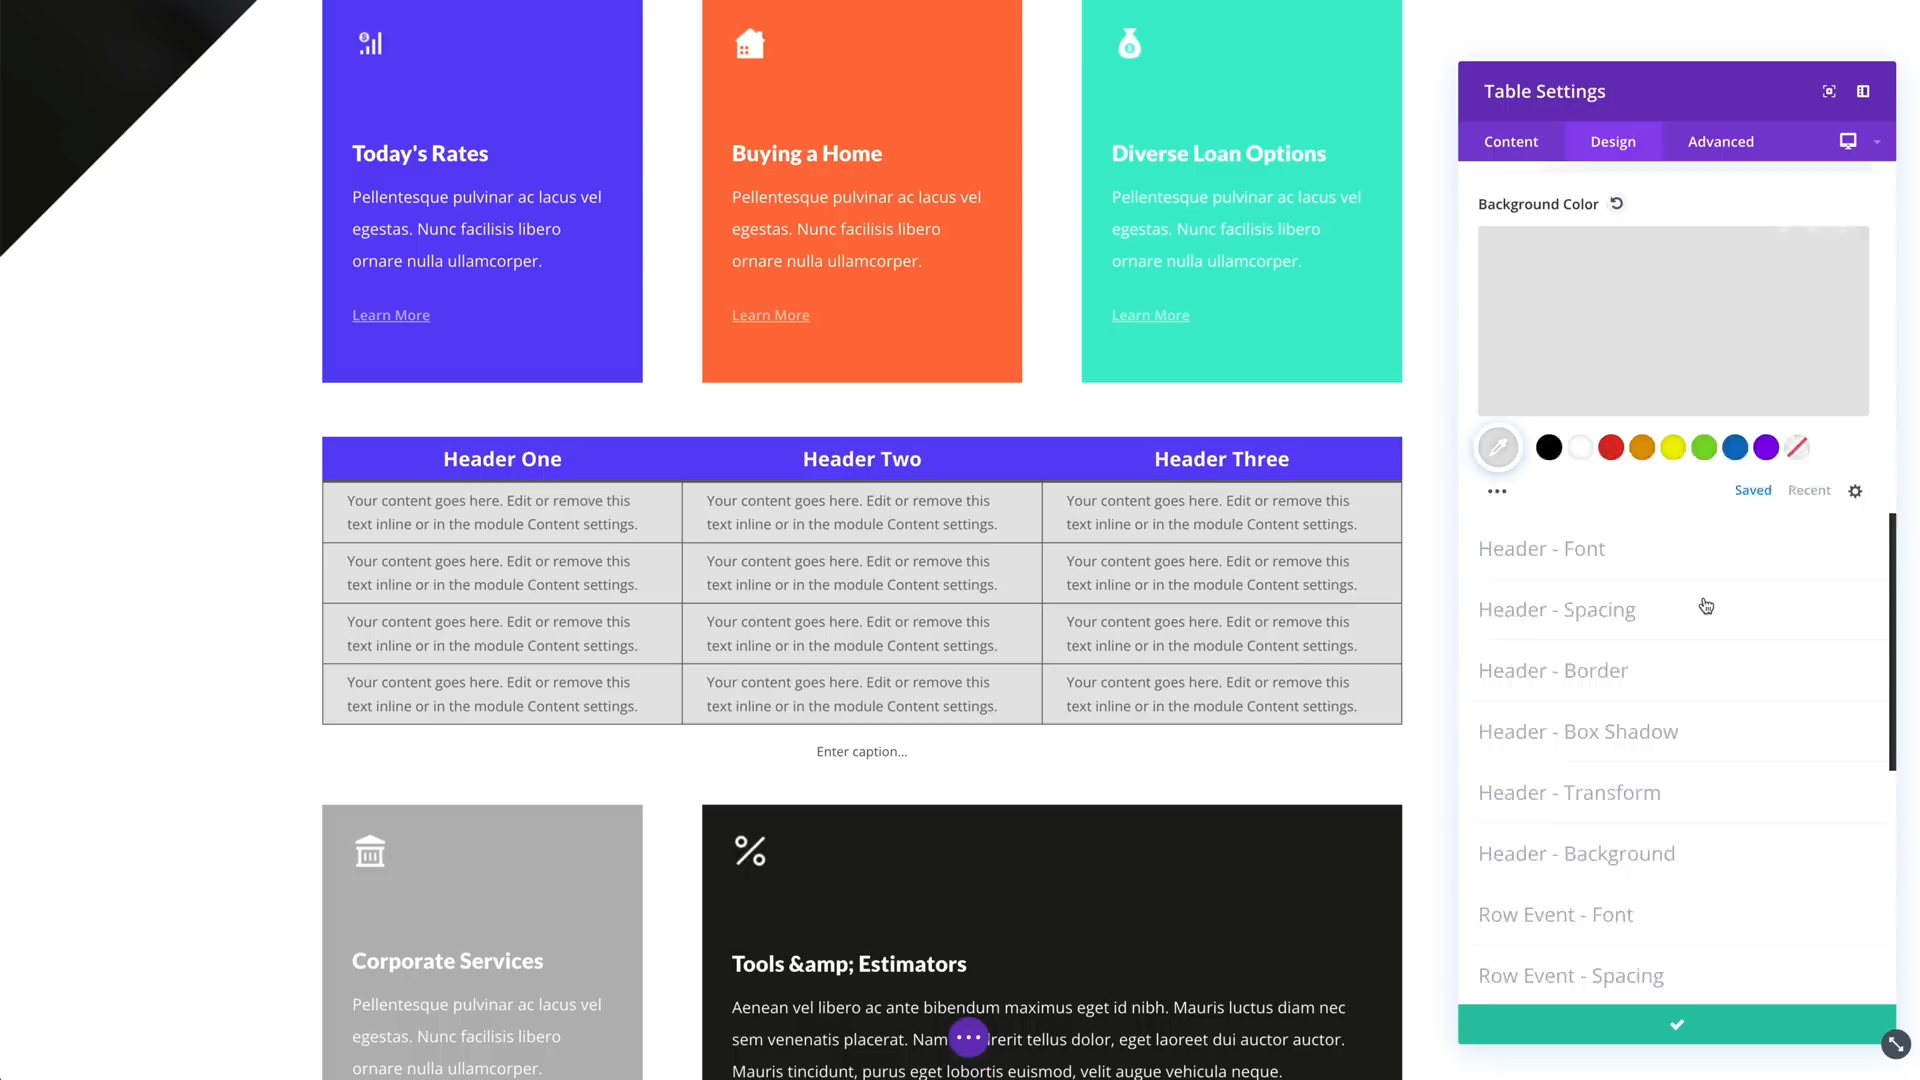 Today's Rates
Pellentesque pulvinar ac lacus vel
egestas. Nunc facilisis libero
ornare nulla ullamcorper.
Learn More
Buying a Home
Pellentesque pulvinar ac lacus vel
egestas. Nunc facilisis libero
ornare nulla ullamcorper.
Learn More
Diverse Loan Options
Pellentesque pulvinar ac lacus vel
egestas. Nunc facilisis libero
ornare nulla ullamcorper.
Learn More
Header One
Header Two
Header Three
Your content goes here. Edit or remove this
text inline or in the module Content settings.
Your content goes here. Edit or remove this
text inline or in the module Content settings.
Your content goes here. Edit or remove this
text inline or in the module Content settings.
Your content goes here. Edit or remove this
text inline or in the module Content settings.
Your content goes here. Edit or remove this
text inline or in the module Content settings.
Your content goes here. Edit or remove this
text inline or in the module Content settings.
Your content goes here. Edit or remove this
text inline or in the module Content settings.
Your content goes here. Edit or remove this
text inline or in the module Content settings.
Your content goes here. Edit or remove this
text inline or in the module Content settings.
Your content goes here. Edit or remove this
text inline or in the module Content settings.
Your content goes here. Edit or remove this
text inline or in the module Content settings.
Your content goes here. Edit or remove this
text inline or in the module Content settings.
Enter caption...
Corporate Services
Pellentesque pulvinar ac lacus vel
egestas. Nunc facilisis libero
ornare nulla ullamcorper.
Tools &amp; Estimators
Aenean vel libero ac ante bibendum maximus eget id nibh. Mauris luctus diam nec
sem venenatis placerat. Nam tellus dolor, eget laoreet dui auctor auctor.
Mauris tincidunt, purus eget lobortis euismod, velit augue vehicula neque.
Table Settings
Content
Design
Advanced
Background Color
Saved
Recent
Header - Font
Header - Spacing
Header - Border
Header - Box Shadow
Header - Transform
Header - Background
Row Event - Font
Row Event - Spacing